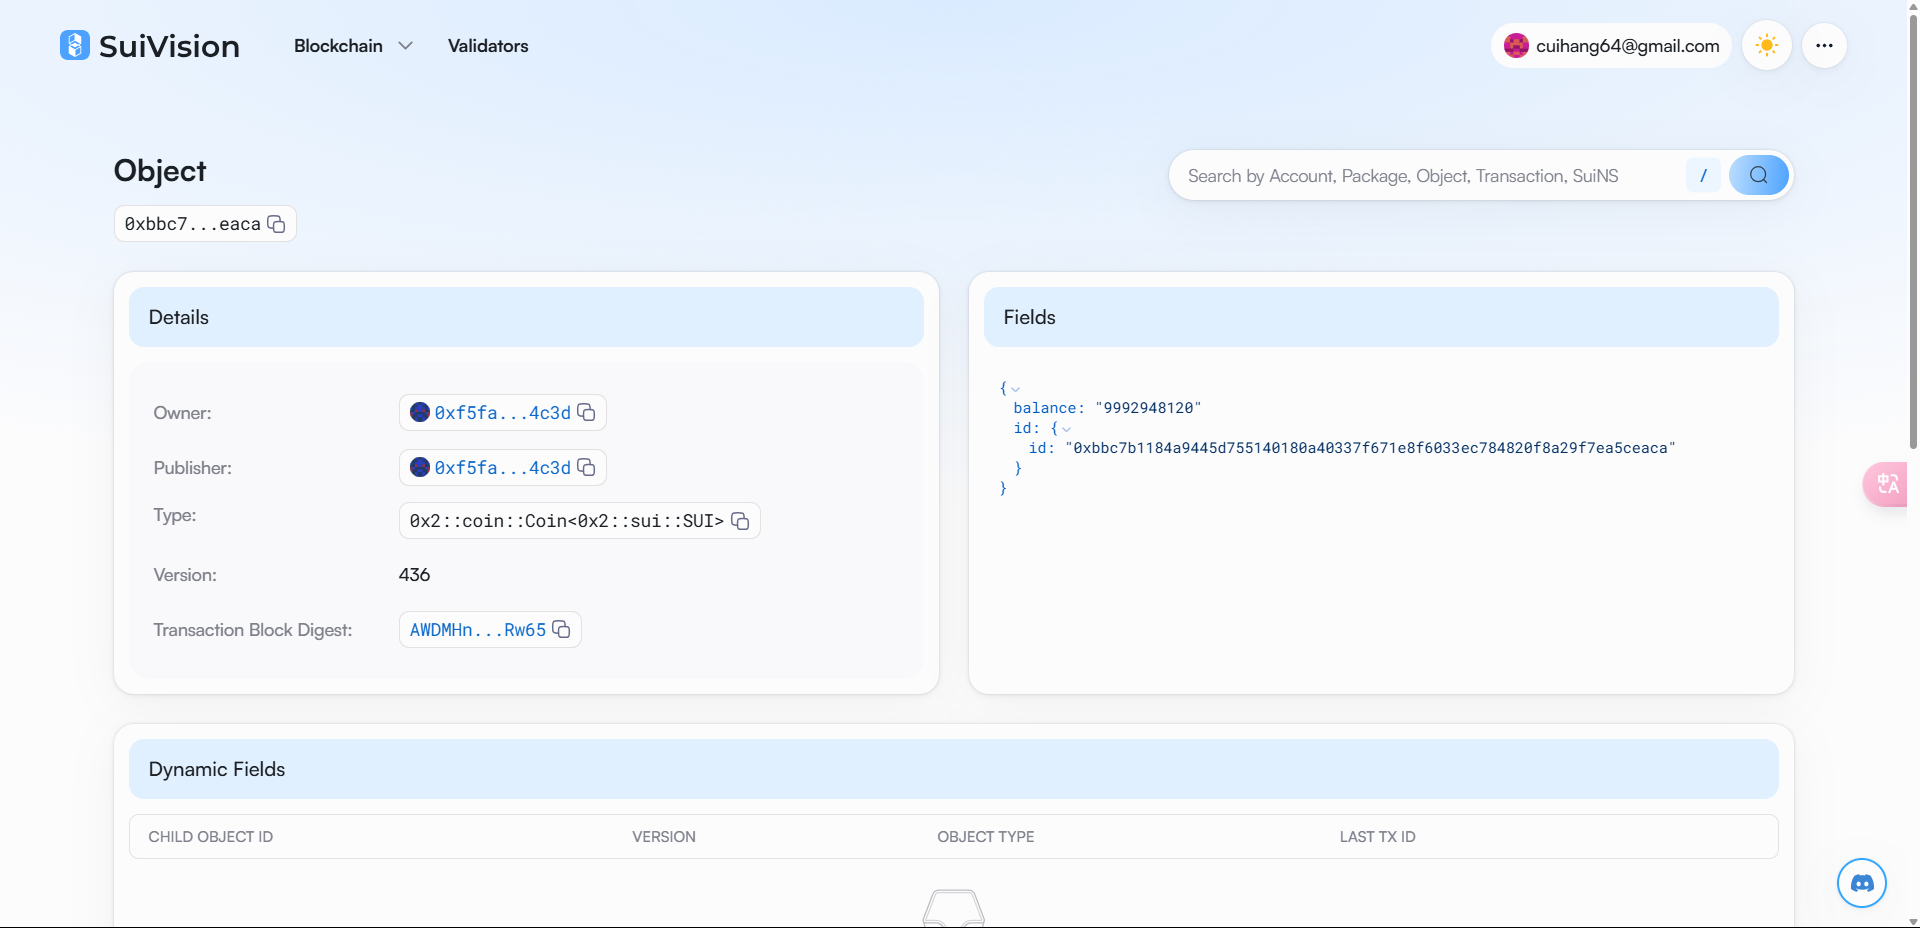 SuiVision
Blockchain
Validators
cuihang64@gmail.com
Object
Search by Account, Package, Object, Transaction, SuiNS
/
0xbbc7...eaca
Details
Owner:
0xf5fa...4c3d
Publisher:
0xf5fa...4c3d
Type:
0x2::coin::Coin<0x2::sui::SUI>
Version:
436
Transaction Block Digest:
AWDMHn...Rw65
Fields
{
balance: "9992948120"
id: {
id: "0xbbc7b1184a9445d755140180a40337f671e8f6033ec784820f8a29f7ea5ceaca"
}
}
中A
Dynamic Fields
CHILD OBJECT ID
VERSION
OBJECT TYPE
LAST TX ID